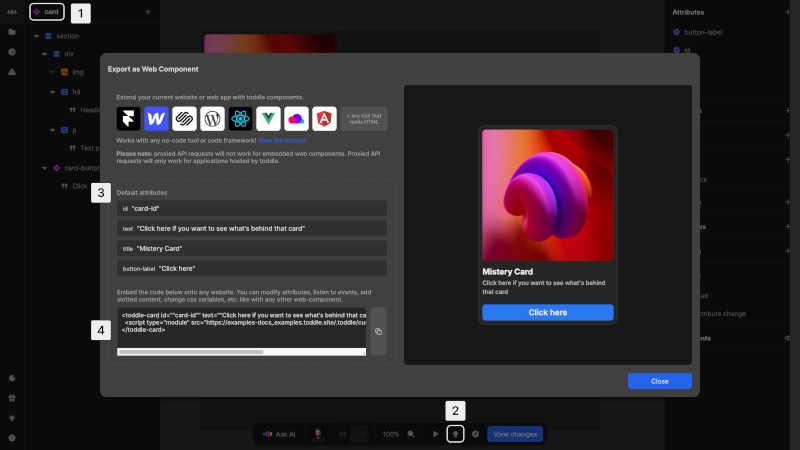 card
1
Attributes
button-label
id
section
div
img
h4
Headi
p
Text p
card-button
Click
Export as Web Component
Extend your current website or web app with toddle components.
+ any tool that
reads HTML
Works with any no-code tool or code framework! View the tutorial.
Please note: proxied API requests will not work for embedded web components. Proxied API
requests will only work for applications hosted by toddle.
3
Default attributes
id "card-id"
text "Click here if you want to see what's behind that card"
title "Mistery Card"
button-label "Click here"
Embed the code below onto any website. You can modify attributes, listen to events, add
slotted content, change css variables, etc. like with any other web-component.
4
<toddle-card id=""card-id"" text=""Click here if you want to see what's behind that ca
<script type="module" src="https://examples-docs_examples.toddle.site/.toddle/cu
</toddle-card>
Mistery Card
Click here if you want to see what's behind
that card
Click here
Close
ck
us
ad
tribute change
ents
2
Ask AI
100%
View changes